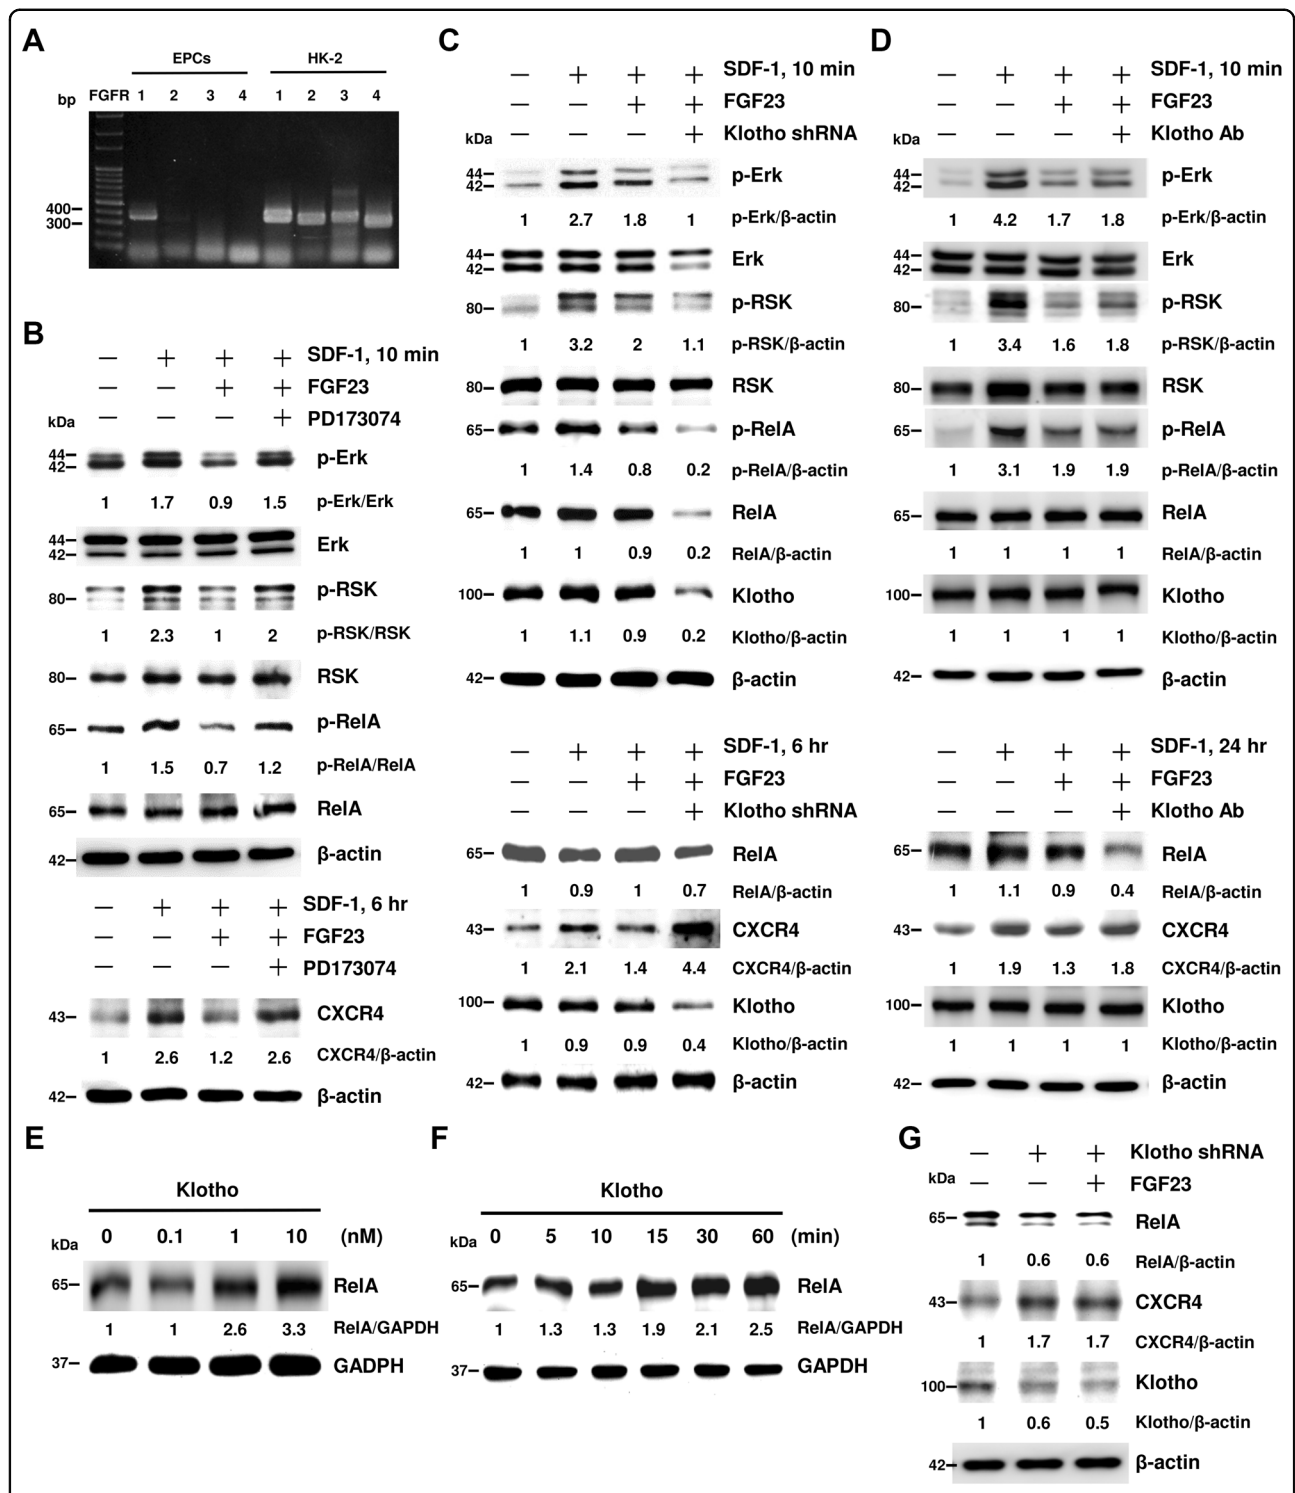 A
EPCs HK-2
bp FGFR 1 2 3 4 1 2 3 4
400
300
B
— + + + SDF-1, 10 min
— — + + FGF23
— — — + PD173074
kDa
44
42
p-Erk
1 1.7 0.9 1.5 p-Erk/Erk
44
42
Erk
80 p-RSK
1 2.3 1 2 p-RSK/RSK
80 RSK
65 p-RelA
1 1.5 0.7 1.2 p-RelA/RelA
65 RelA
42 β-actin
— + + + SDF-1, 6 hr
— — + + FGF23
— — — + PD173074
43 CXCR4
1 2.6 1.2 2.6 CXCR4/β-actin
42 β-actin
C
— + + + SDF-1, 10 min
— — + + FGF23
— — — + Klotho shRNA
kDa
44
42
p-Erk
1 2.7 1.8 1 p-Erk/β-actin
44
42
Erk
80 p-RSK
1 3.2 2 1.1 p-RSK/β-actin
80 RSK
65 p-RelA
1 1.4 0.8 0.2 p-RelA/β-actin
65 RelA
1 1 0.9 0.2 RelA/β-actin
100 Klotho
1 1.1 0.9 0.2 Klotho/β-actin
42 β-actin
— + + + SDF-1, 6 hr
— — + + FGF23
— — — + Klotho shRNA
65 RelA
1 0.9 1 0.7 RelA/β-actin
43 CXCR4
1 2.1 1.4 4.4 CXCR4/β-actin
100 Klotho
1 0.9 0.9 0.4 Klotho/β-actin
42 β-actin
D
— + + + SDF-1, 10 min
— — + + FGF23
— — — + Klotho Ab
kDa
44
42
p-Erk
1 4.2 1.7 1.8 p-Erk/β-actin
44
42
Erk
80 p-RSK
1 3.4 1.6 1.8 p-RSK/β-actin
80 RSK
65 p-RelA
1 3.1 1.9 1.9 p-RelA/β-actin
65 RelA
1 1 1 1 RelA/β-actin
100 Klotho
1 1 1 1 Klotho/β-actin
42 β-actin
— + + + SDF-1, 24 hr
— — + + FGF23
— — — + Klotho Ab
65 RelA
1 1.1 0.9 0.4 RelA/β-actin
43 CXCR4
1 1.9 1.3 1.8 CXCR4/β-actin
100 Klotho
1 1 1 1 Klotho/β-actin
42 β-actin
E
Klotho
0 0.1 1 10 (nM)
kDa
65 RelA
1 1 2.6 3.3 RelA/GAPDH
37 GADPH
F
Klotho
0 5 10 15 30 60 (min)
kDa
65 RelA
1 1.3 1.3 1.9 2.1 2.5 RelA/GAPDH
37 GAPDH
G
— + + Klotho shRNA
— — + FGF23
kDa
65 RelA
1 0.6 0.6 RelA/β-actin
43 CXCR4
1 1.7 1.7 CXCR4/β-actin
100 Klotho
1 0.6 0.5 Klotho/β-actin
42 β-actin